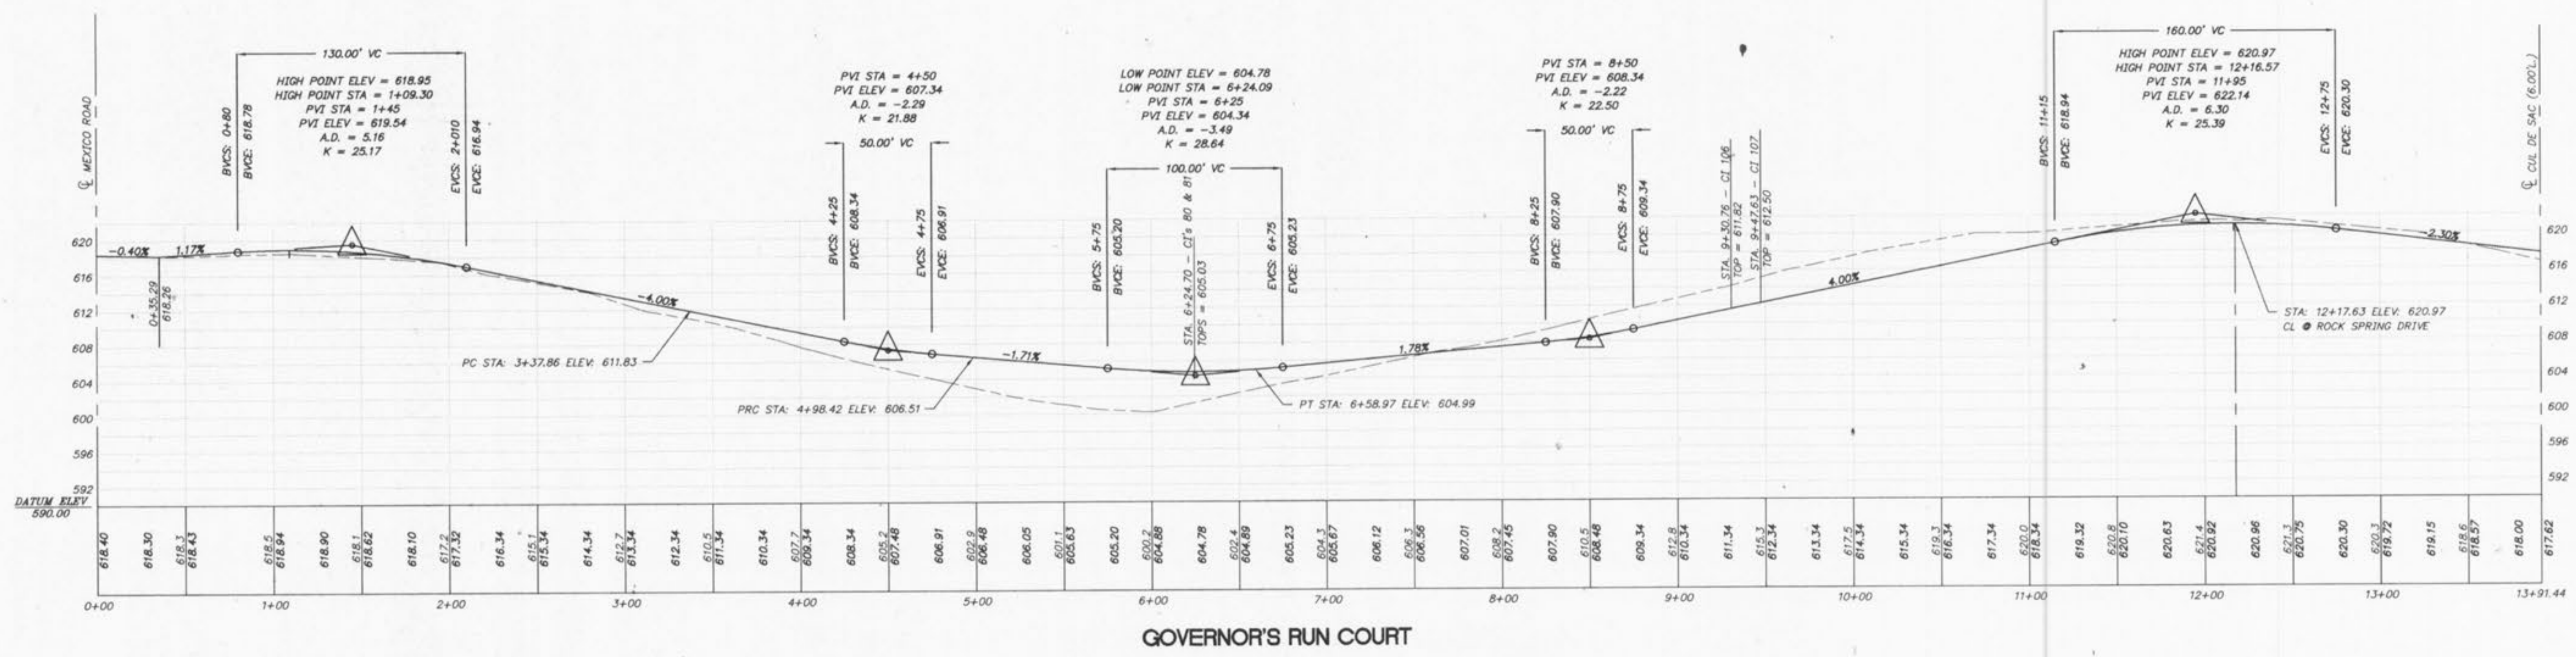 130.00' VC
HIGH POINT ELEV = 618.95
HIGH POINT STA = 1+09.30
PVI STA = 1+45
PVI ELEV = 619.54
A.D. = 5.16
K = 25.17
℄ MEXICO ROAD
BVCS: 0+80
BVCE: 618.78
EVCS: 2+010
EVCE: 616.94
PVI STA = 4+50
PVI ELEV = 607.34
A.D. = -2.29
K = 21.88
50.00' VC
BVCS: 4+25
BVCE: 608.34
EVCS: 4+75
EVCE: 606.91
LOW POINT ELEV = 604.78
LOW POINT STA = 6+24.09
PVI STA = 6+25
PVI ELEV = 604.34
A.D. = -3.49
K = 28.64
100.00' VC
BVCS: 5+75
BVCE: 605.20
STA. 6+24.70 - CI's 80 & 81
TOPS = 605.03
EVCS: 6+75
EVCE: 605.23
PVI STA = 8+50
PVI ELEV = 608.34
A.D. = -2.22
K = 22.50
50.00' VC
BVCS: 8+25
BVCE: 607.90
EVCS: 8+75
EVCE: 609.34
STA. 9+30.76 - CI 106
TOP = 611.82
STA. 9+47.63 - CI 107
TOP = 612.50
160.00' VC
HIGH POINT ELEV = 620.97
HIGH POINT STA = 12+16.57
PVI STA = 11+95
PVI ELEV = 622.14
A.D. = 6.30
K = 25.39
BVCS: 11+15
BVCE: 618.94
EVCS: 12+75
EVCE: 620.30
℄ CUL DE SAC (6.00'L)
620
616
612
608
604
600
596
592
-0.40%
1.17%
0+35.29
618.26
-4.00%
PC STA: 3+37.86 ELEV: 611.83
-1.71%
PRC STA: 4+98.42 ELEV: 606.51
PT STA: 6+58.97 ELEV: 604.99
1.78%
4.00%
-2.30%
STA: 12+17.63 ELEV: 620.97
CL @ ROCK SPRING DRIVE
620
616
612
608
604
600
596
592
DATUM ELEV
590.00
618.40
618.30
618.3
618.43
618.5
618.94
618.90
618.1
618.62
618.10
617.2
617.32
616.34
615.1
615.34
614.34
612.7
613.34
612.34
610.5
611.34
610.34
607.7
609.34
608.34
605.2
607.48
606.91
602.9
606.48
606.05
601.1
605.63
605.20
600.2
604.88
604.78
602.4
604.89
605.23
604.3
605.67
606.12
606.3
606.56
607.01
608.2
607.45
607.90
610.5
608.48
609.34
612.8
610.34
611.34
615.3
612.34
613.34
617.5
614.34
615.34
619.3
616.34
617.34
620.0
618.34
619.32
620.8
620.10
620.63
621.4
620.92
620.96
621.3
620.75
620.30
620.3
619.72
619.15
618.6
618.57
618.00
617.62
0+00
1+00
2+00
3+00
4+00
5+00
6+00
7+00
8+00
9+00
10+00
11+00
12+00
13+00
13+91.44
GOVERNOR'S RUN COURT